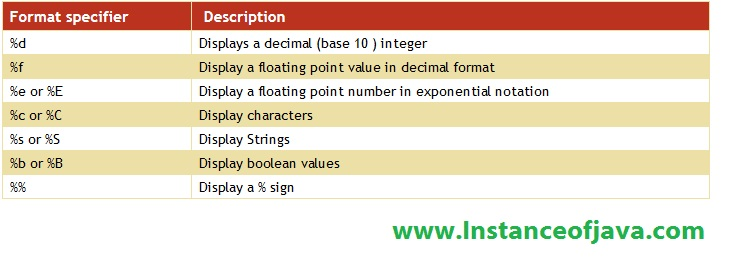 Format specifier Description
%d Displays a decimal (base 10 ) integer
%f Display a floating point value in decimal format
%e or %E Display a floating point number in exponential notation
%c or %C Display characters
%s or %S Display Strings
%b or %B Display boolean values
%% Display a % sign
www.Instanceofjava.com